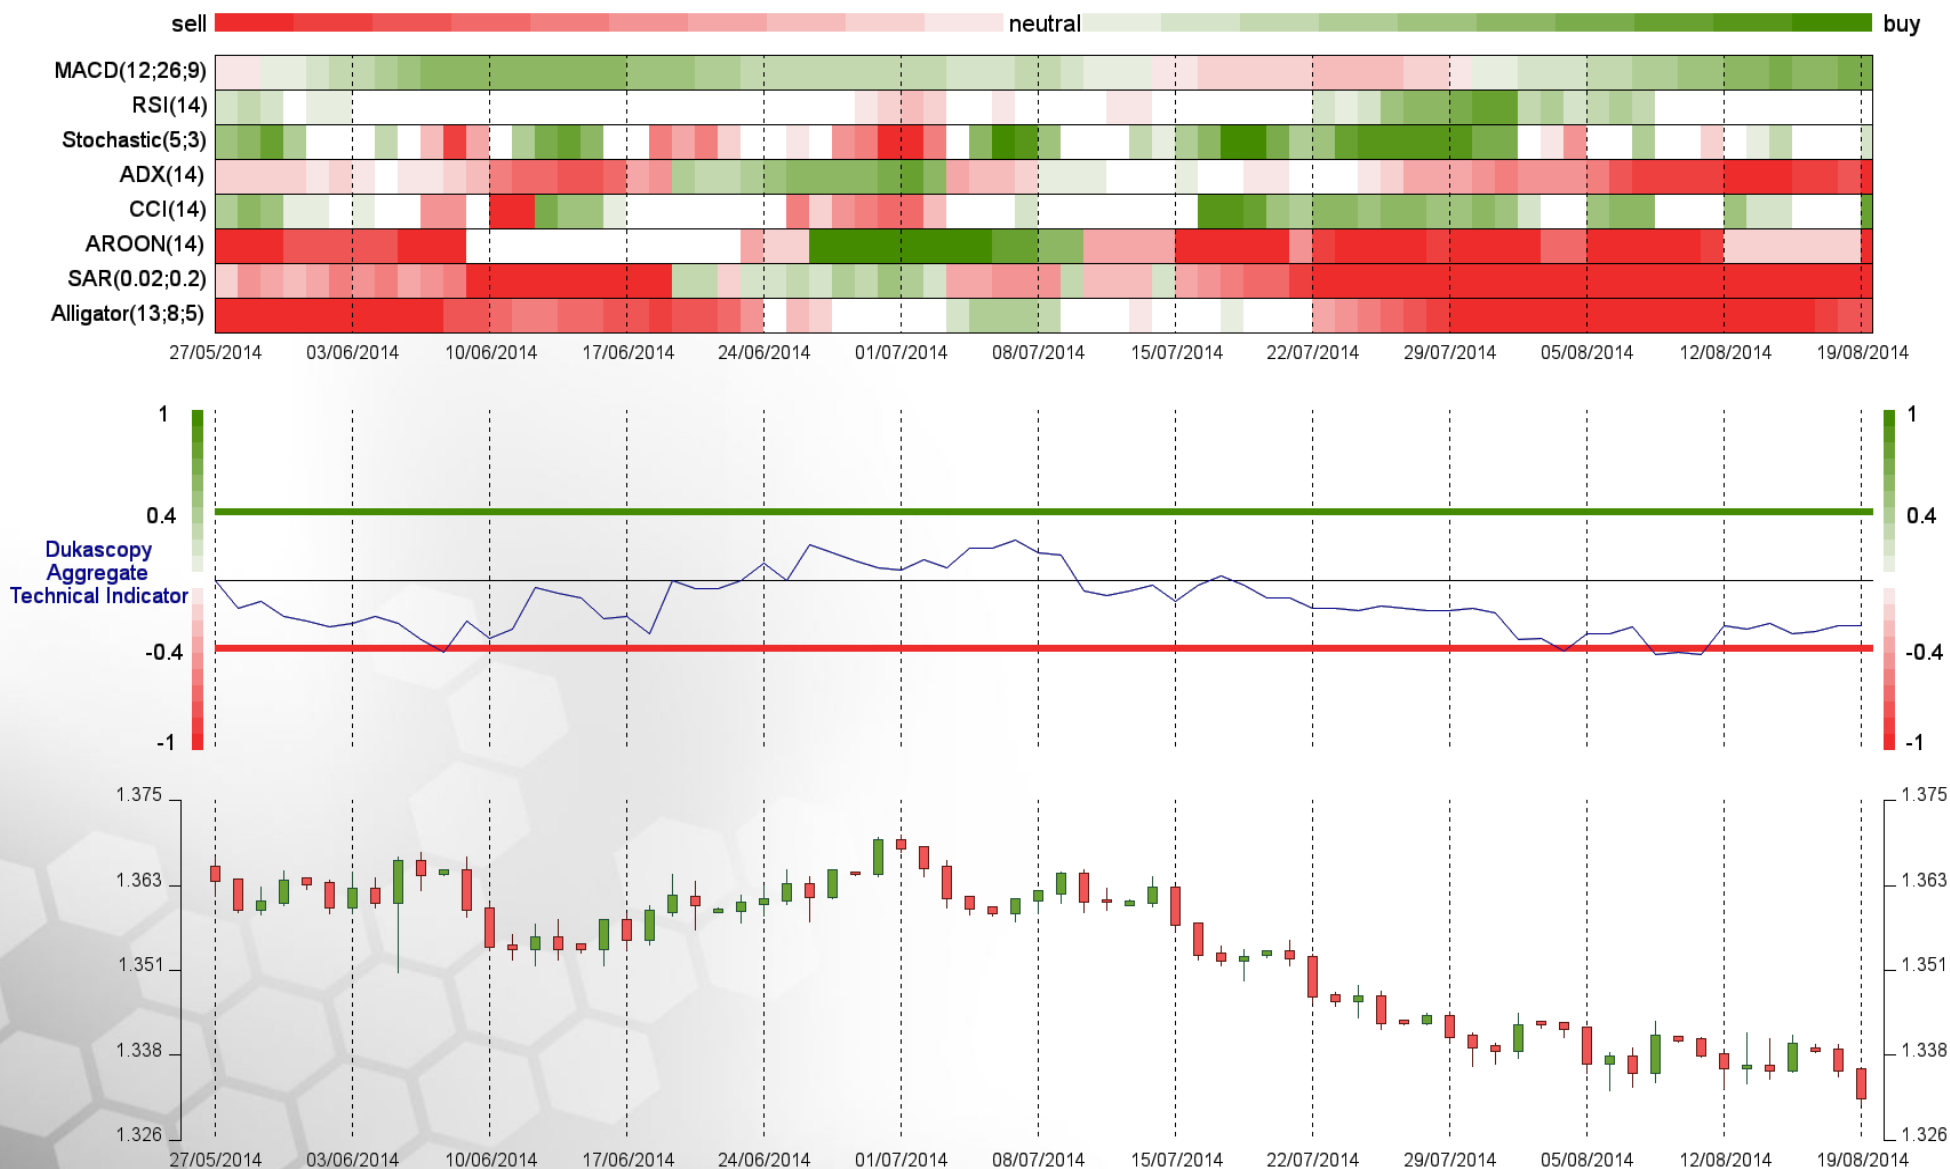 sell neutral buy
MACD(12;26;9)
RSI(14)
Stochastic(5;3)
ADX(14)
CCI(14)
AROON(14)
SAR(0.02;0.2)
Alligator(13;8;5)
27/05/2014 03/06/2014 10/06/2014 17/06/2014 24/06/2014 01/07/2014 08/07/2014 15/07/2014 22/07/2014 29/07/2014 05/08/2014 12/08/2014 19/08/2014
1 1
0.4 0.4
Dukascopy
Aggregate
Technical Indicator
-0.4 -0.4
-1 -1
1.375 1.375
1.363 1.363
1.351 1.351
1.338 1.338
1.326 1.326
27/05/2014 03/06/2014 10/06/2014 17/06/2014 24/06/2014 01/07/2014 08/07/2014 15/07/2014 22/07/2014 29/07/2014 05/08/2014 12/08/2014 19/08/2014